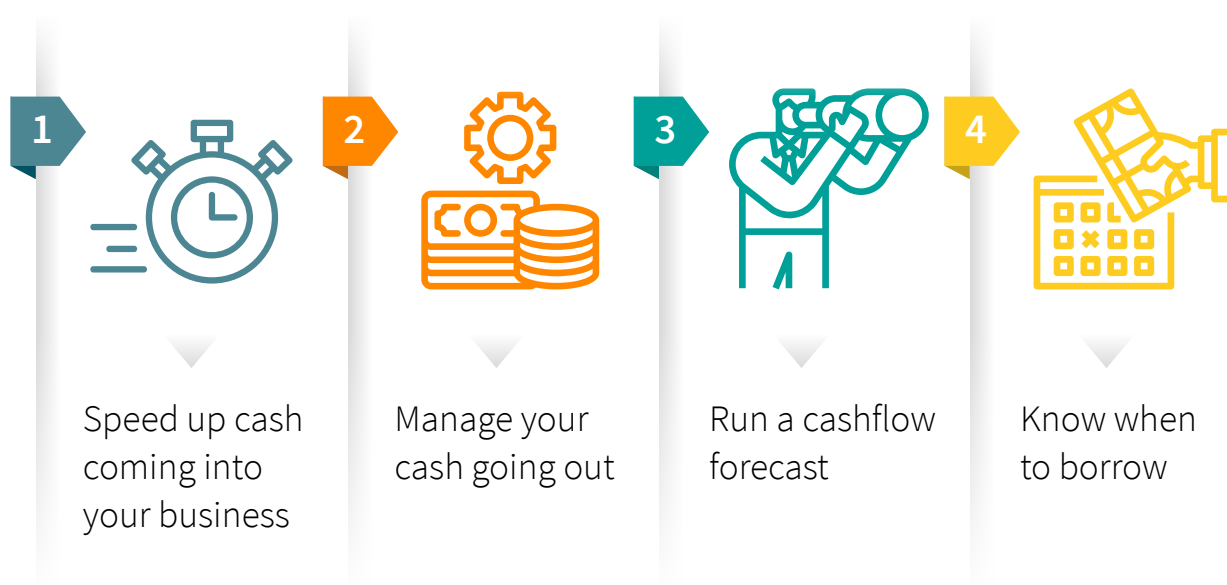 1
Speed up cash
coming into
your business
2
Manage your
cash going out
3
Run a cashflow
forecast
4
Know when
to borrow